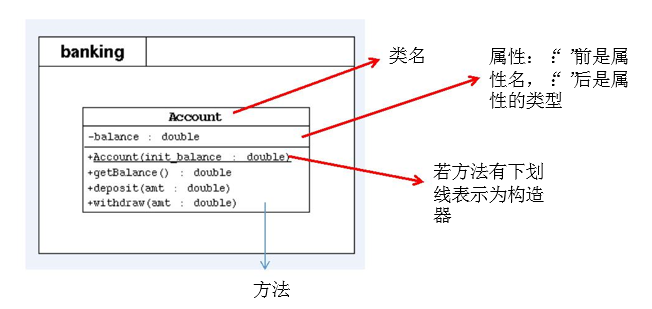 banking
Account
-balance : double
+Account(init_balance : double)
+getBalance() : double
+deposit(amt : double)
+withdraw(amt : double)
类名
属性：“：”前是属
性名，“：”后是属
性的类型
若方法有下划
线表示为构造
器
方法